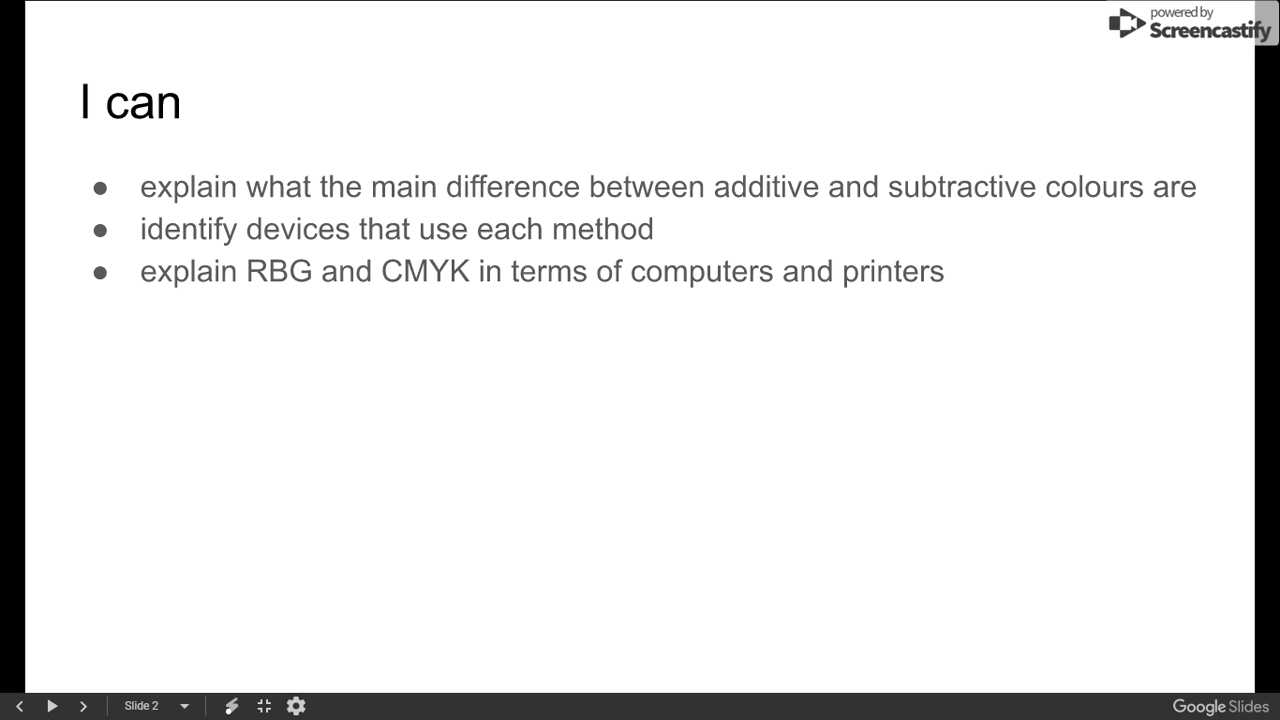 powered by
Screencastify
I can
● explain what the main difference between additive and subtractive colours are
● identify devices that use each method
● explain RBG and CMYK in terms of computers and printers
Slide 2
Google Slides